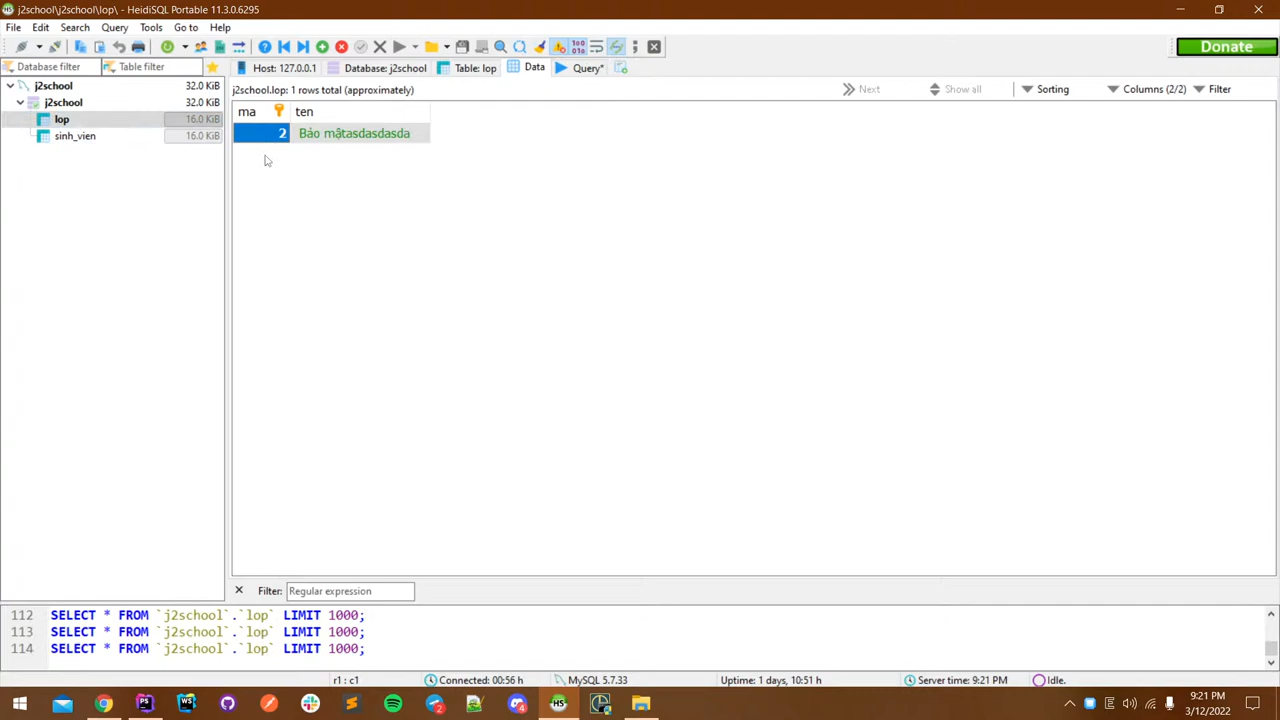 j2school\j2school\lop\ - HeidiSQL Portable 11.3.0.6295
File Edit Search Query Tools Go to Help
Donate
Database filter Table filter Host: 127.0.0.1 Database: j2school Table: lop Data Query*
j2school 32.0 KiB
j2school.lop: 1 rows total (approximately) Next Show all Sorting Columns (2/2) Filter
j2school 32.0 KiB
ma ten
lop 16.0 KiB
sinh_vien 16.0 KiB
2 Bảo mậtasdasdasda
Filter: Regular expression
112 SELECT * FROM `j2school`.`lop` LIMIT 1000;
113 SELECT * FROM `j2school`.`lop` LIMIT 1000;
114 SELECT * FROM `j2school`.`lop` LIMIT 1000;
r1 : c1 Connected: 00:56 h MySQL 5.7.33 Uptime: 1 days, 10:51 h Server time: 9:21 PM Idle.
9:21 PM
3/12/2022